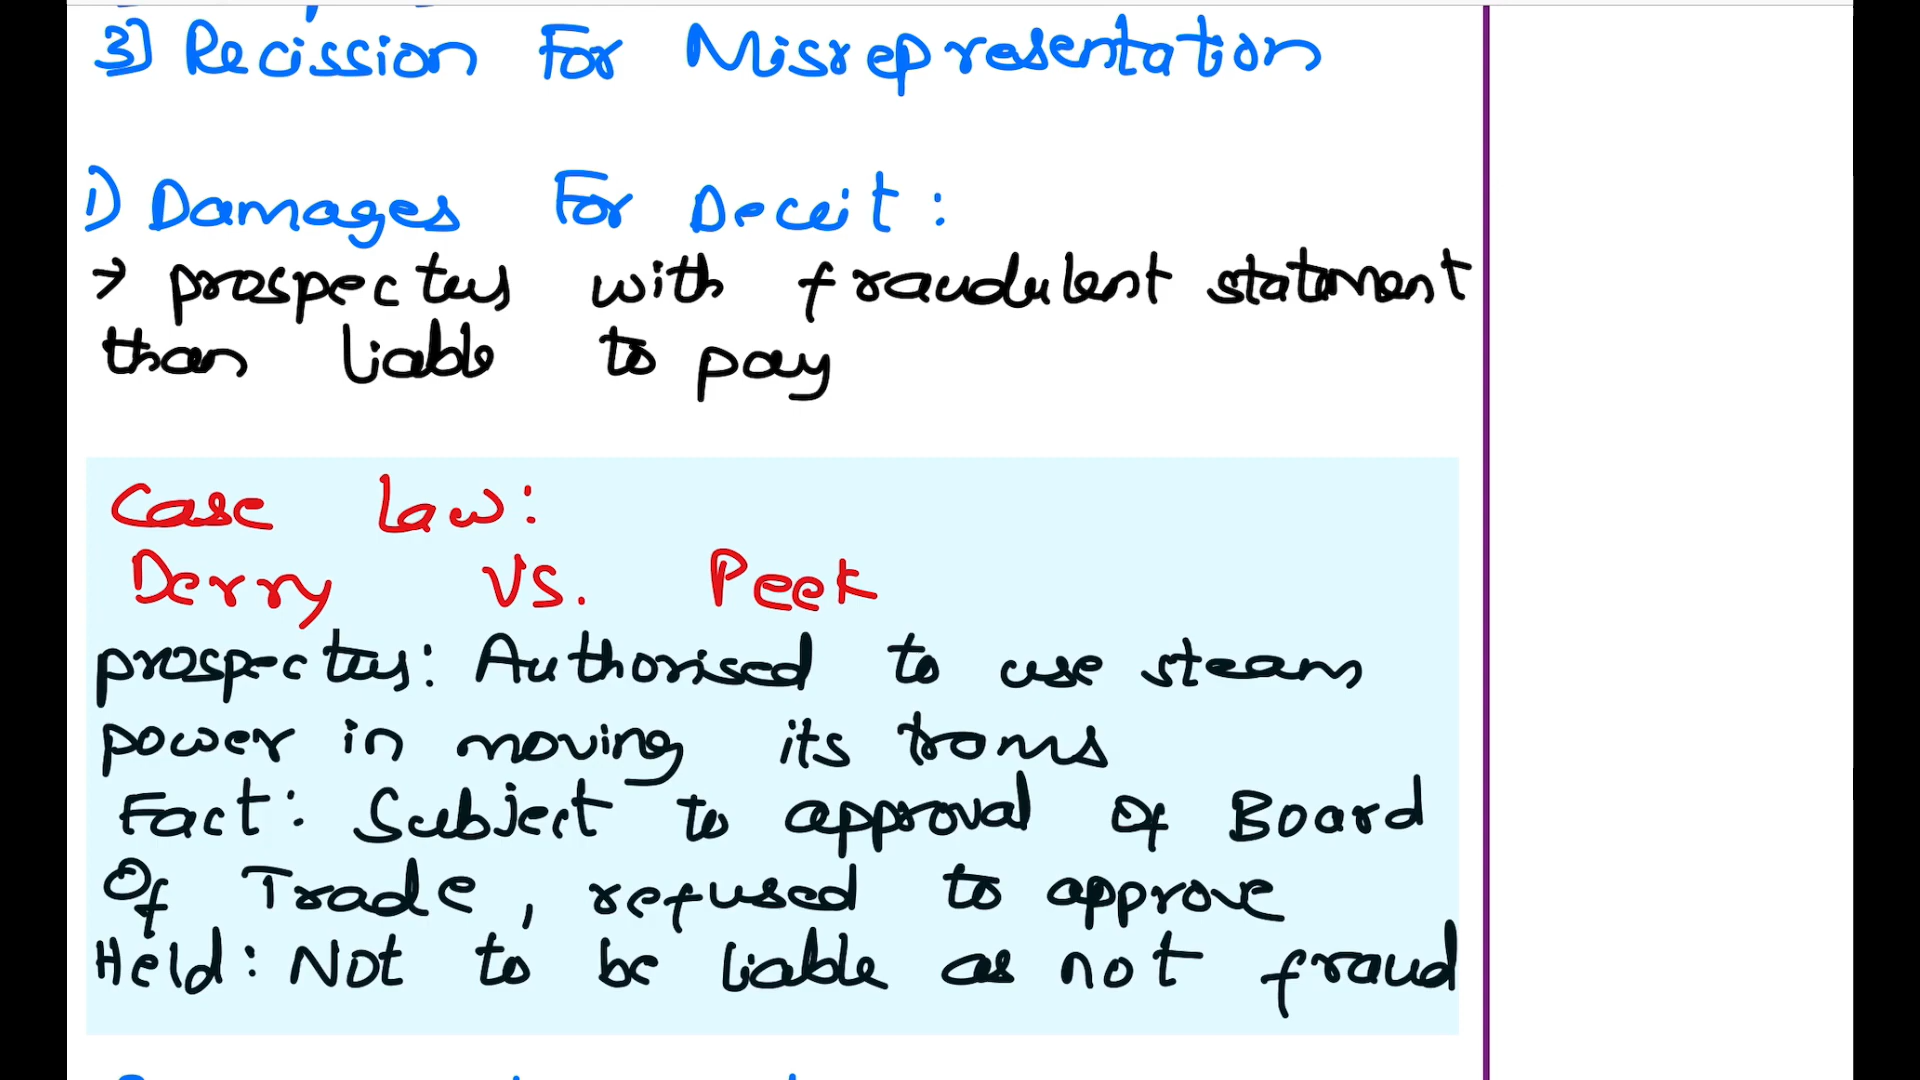 3] Recission For Misrepresentation
1) Damages For Deceit :
→ prospectus with fraudulent statement
than liable to pay
Case Law :
Derry VS. Peek
prospectus : Authorised to use steam
power in moving its trams
Fact : Subject to approval Of Board
Of Trade, refused to approve
Held : Not to be liable as not fraud